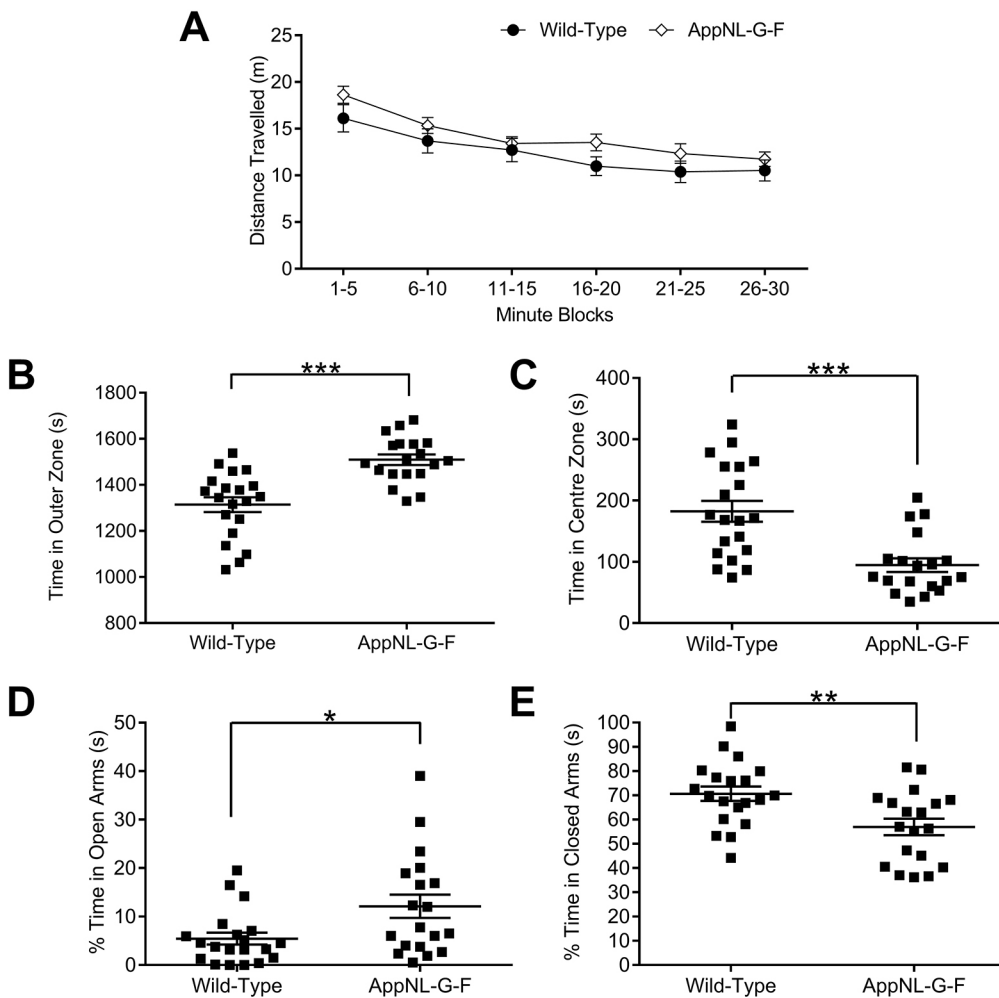 A
Wild-Type AppNL-G-F
25
20
15
10
5
0
Distance Travelled (m)
1-5 6-10 11-15 16-20 21-25 26-30
Minute Blocks
B
***
1800
1600
1400
1200
1000
800
Time in Outer Zone (s)
Wild-Type AppNL-G-F
C
***
400
300
200
100
0
Time in Centre Zone (s)
Wild-Type AppNL-G-F
D
*
50
40
30
20
10
0
% Time in Open Arms (s)
Wild-Type AppNL-G-F
E
**
100
90
80
70
60
50
40
30
20
10
0
% Time in Closed Arms (s)
Wild-Type AppNL-G-F